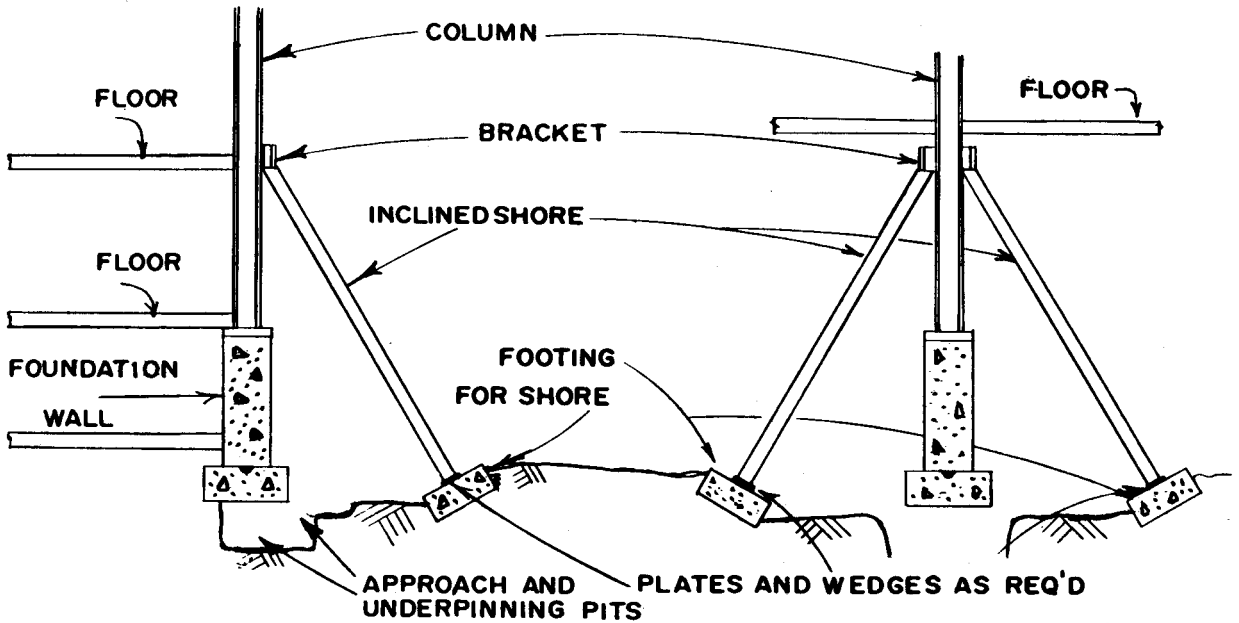 COLUMN
FLOOR
FLOOR
BRACKET
INCLINED SHORE
FLOOR
FOOTING
FOR SHORE
FOUNDATION
WALL
APPROACH AND
UNDERPINNING PITS
PLATES AND WEDGES AS REQ'D